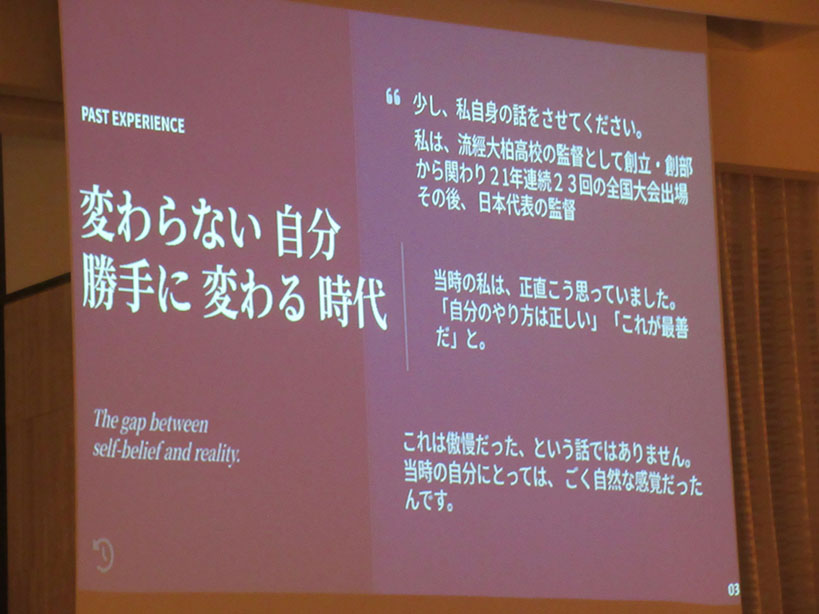 PAST EXPERIENCE
変わらない 自分
勝手に 変わる 時代
The gap between
self-belief and reality.
“ 少し、私自身の話をさせてください。
私は、流經大柏高校の監督として創立・創部
から関わり21年連続23回の全国大会出場
その後、日本代表の監督
当時の私は、正直こう思っていました。
「自分のやり方は正しい」「これが最善
だ」と。
これは傲慢だった、という話ではありません。
当時の自分にとっては、ごく自然な感覚だった
んです。
03